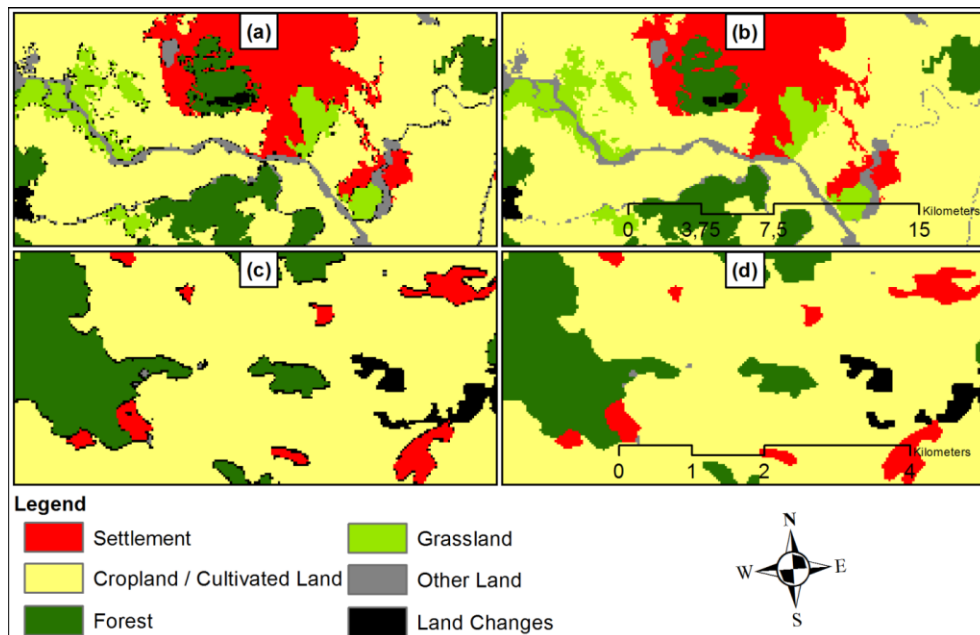 (a)
(b)
Kilometers
0 3,75 7,5 15
(c)
(d)
Kilometers
0 1 2 4
Legend
Settlement
Grassland
Cropland / Cultivated Land
Other Land
Forest
Land Changes
N
W E
S